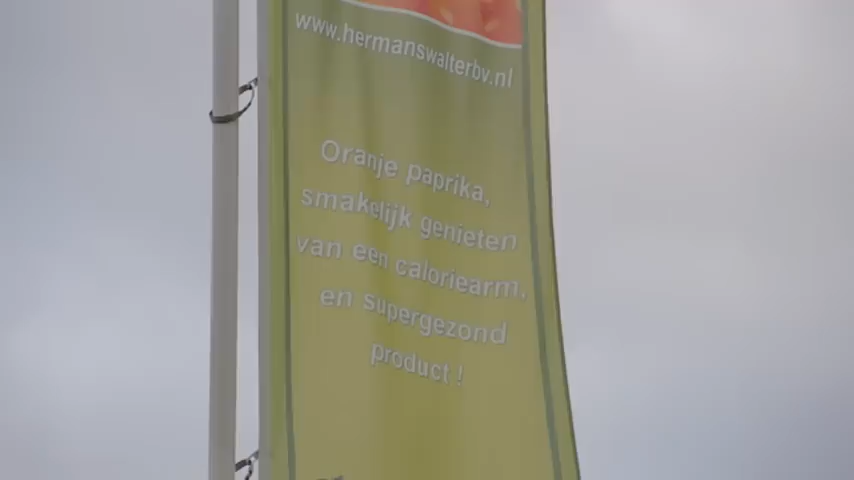 www.hermanswalterbv.nl
Oranje paprika,
smakelijk genieten
van een caloriearm,
en supergezond
product !